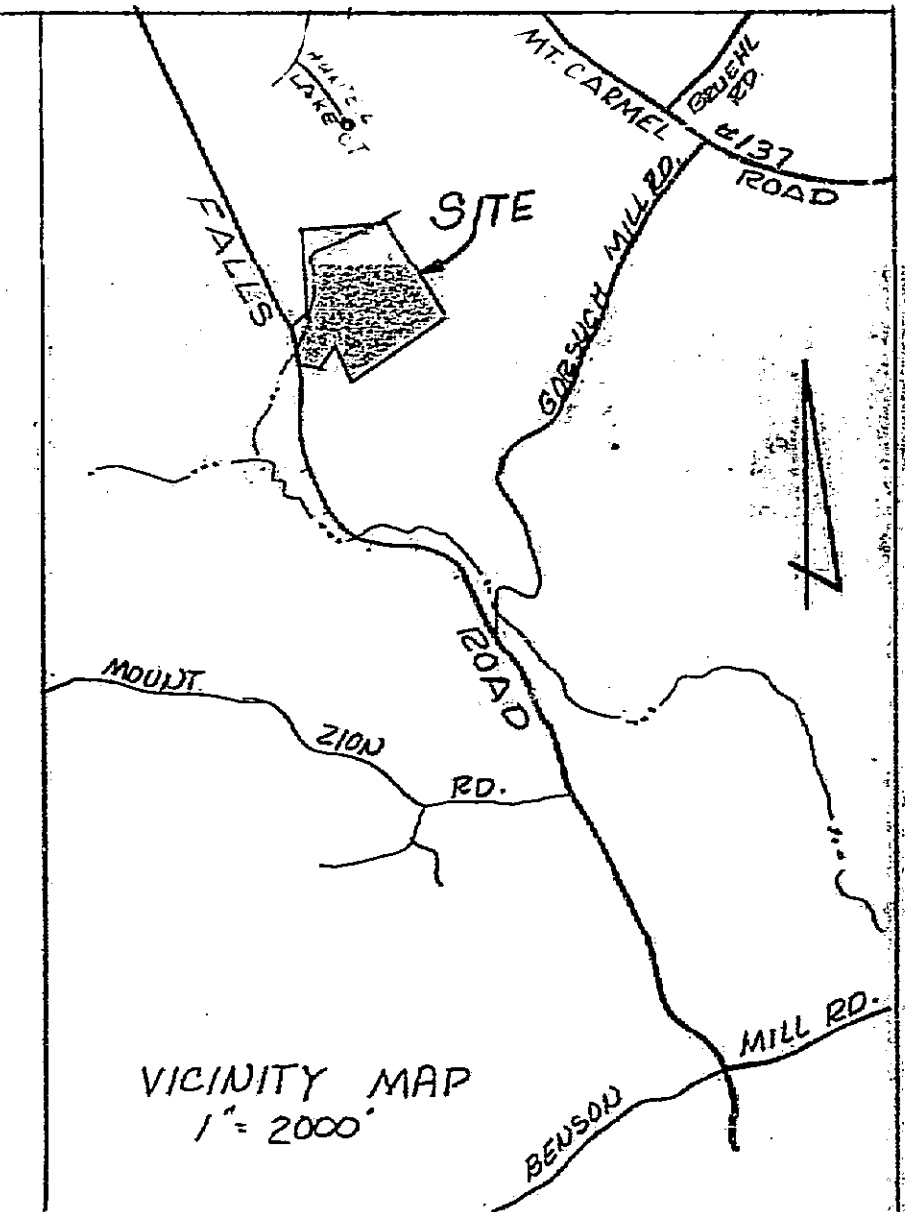 MT. CARMEL
BRUEHL
RD.
#137
ROAD
LAKE CT
SITE
FALLS
GORSUCH MILL RD.
ROAD
MOUNT
ZION
RD.
VICINITY MAP
1" = 2000'
MILL RD.
BENSON